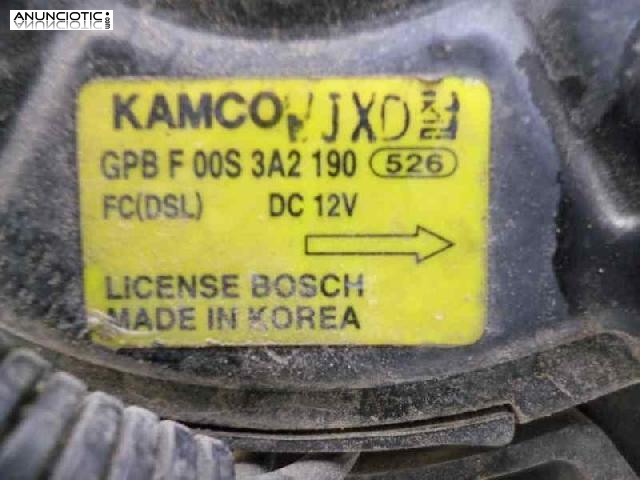 ANUNCIOTIC
KAMCO JXD
GPB F 00S 3A2 190 526
FC(DSL) DC 12V
LICENSE BOSCH
MADE IN KOREA